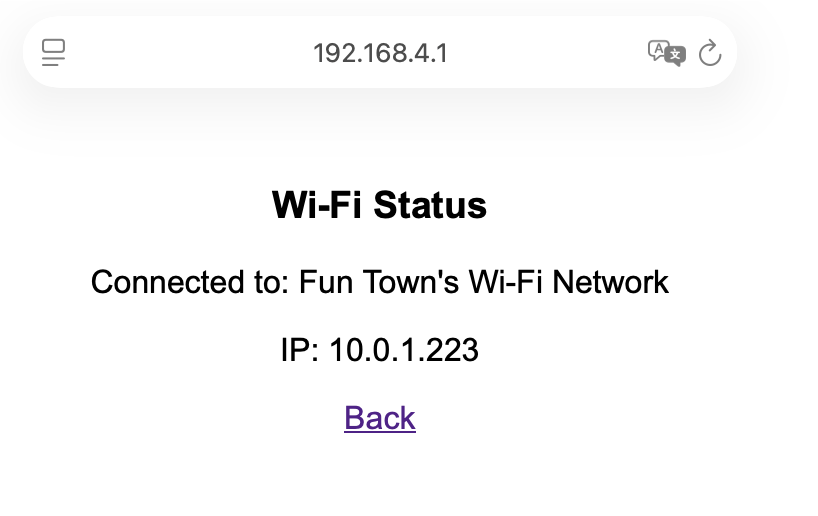 192.168.4.1
Wi-Fi Status
Connected to: Fun Town's Wi-Fi Network
IP: 10.0.1.223
Back